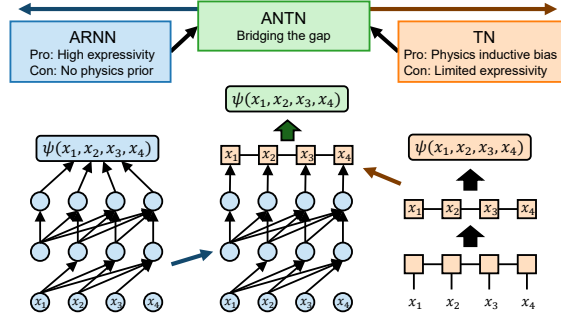 ARNN
Pro: High expressivity
Con: No physics prior
ANTN
Bridging the gap
TN
Pro: Physics inductive bias
Con: Limited expressivity
ψ(x₁, x₂, x₃, x₄)
ψ(x₁, x₂, x₃, x₄)
ψ(x₁, x₂, x₃, x₄)
x₁ x₂ x₃ x₄
x₁ x₂ x₃ x₄
x₁ x₂ x₃ x₄
x₁ x₂ x₃ x₄
x₁ x₂ x₃ x₄